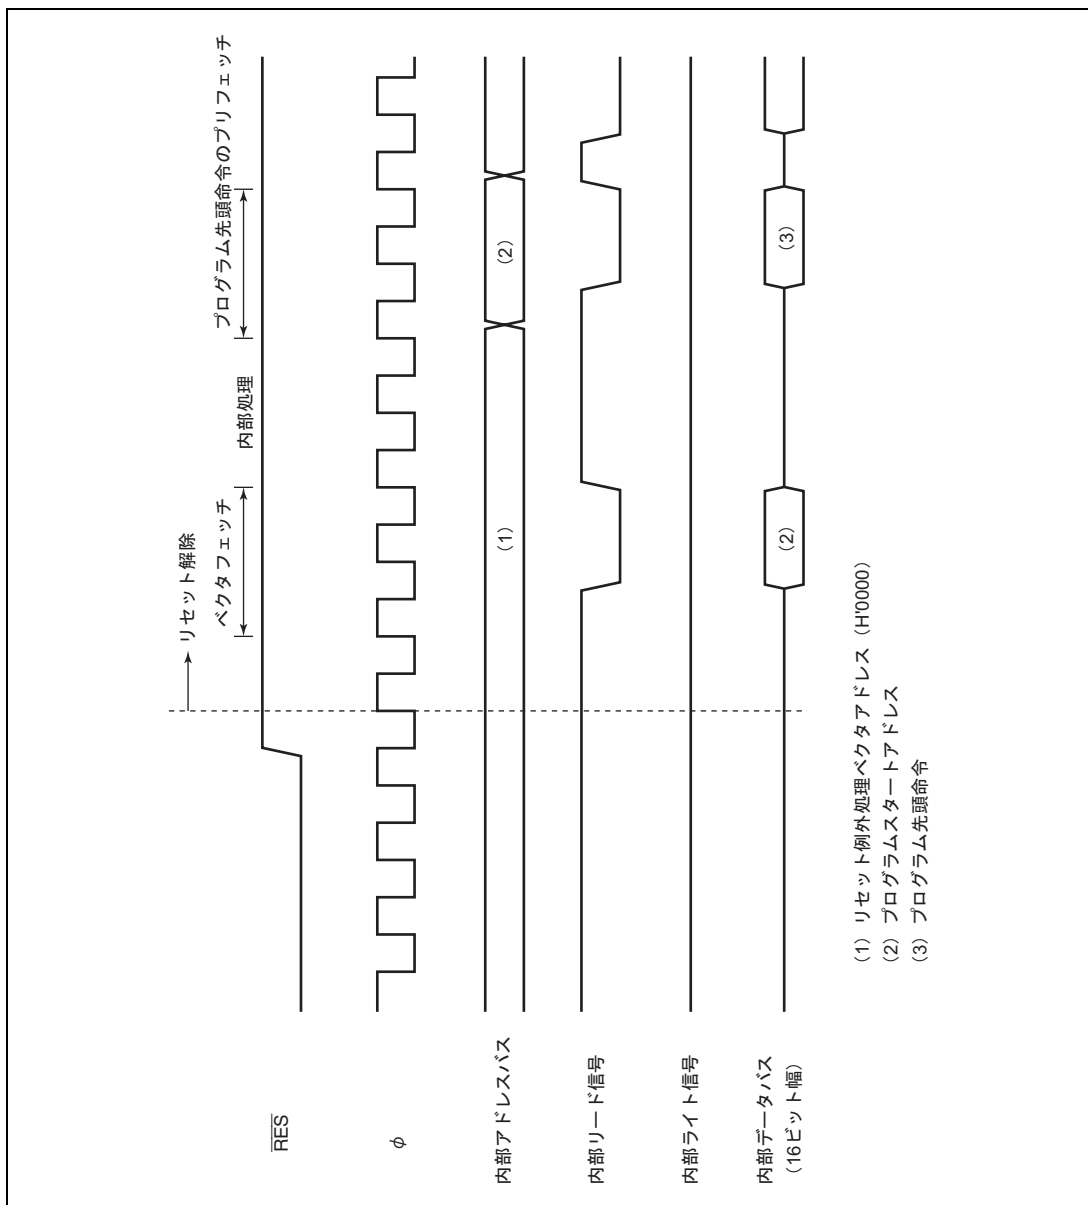 リセット解除
ベクタフェッチ
内部処理
プログラム先頭命令のプリフェッチ
RES
φ
内部アドレスバス
(1)
(2)
内部リード信号
内部ライト信号
内部データバス
(16ビット幅)
(2)
(3)
(1) リセット例外処理ベクタアドレス (H'0000)
(2) プログラムスタートアドレス
(3) プログラム先頭命令